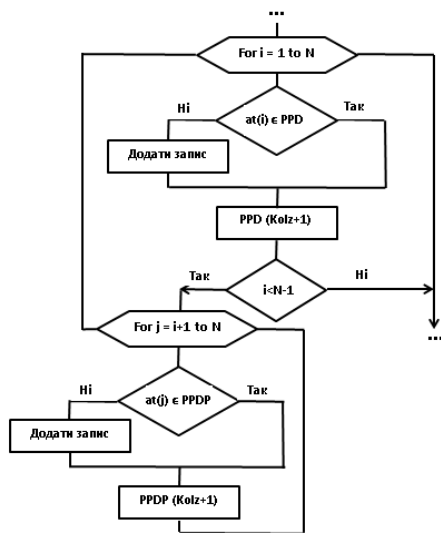 ...
For i = 1 to N
Ні
Так
at(i) ϵ PPD
Додати запис
PPD (Kolz+1)
Так
Ні
i<N-1
...
For j = i+1 to N
Ні
Так
at(j) ϵ PPDP
Додати запис
PPDP (Kolz+1)